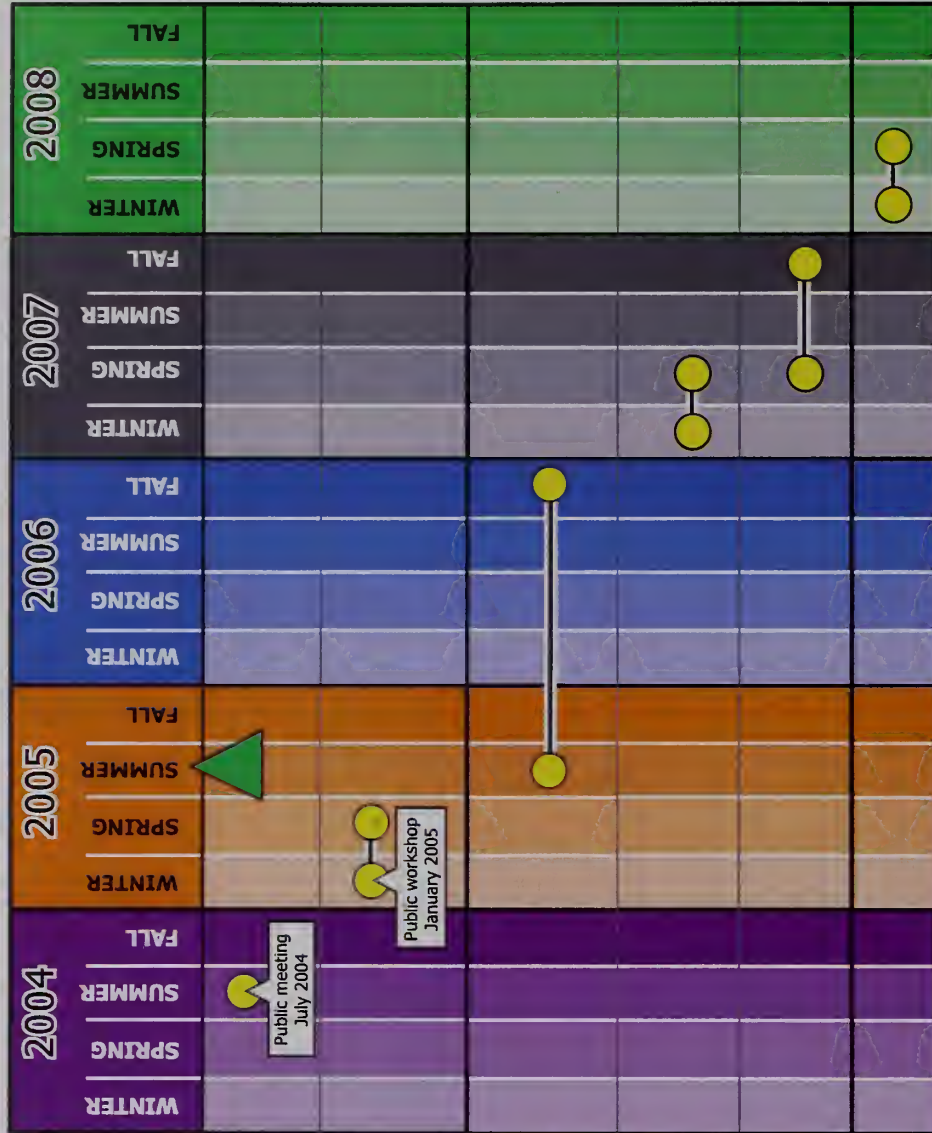 2008
FALL
SUMMER
SPRING
WINTER
2007
FALL
SUMMER
SPRING
WINTER
2006
FALL
SUMMER
SPRING
WINTER
2005
FALL
SUMMER
SPRING
WINTER
Public workshop
January 2005
2004
FALL
SUMMER
SPRING
WINTER
Public meeting
July 2004